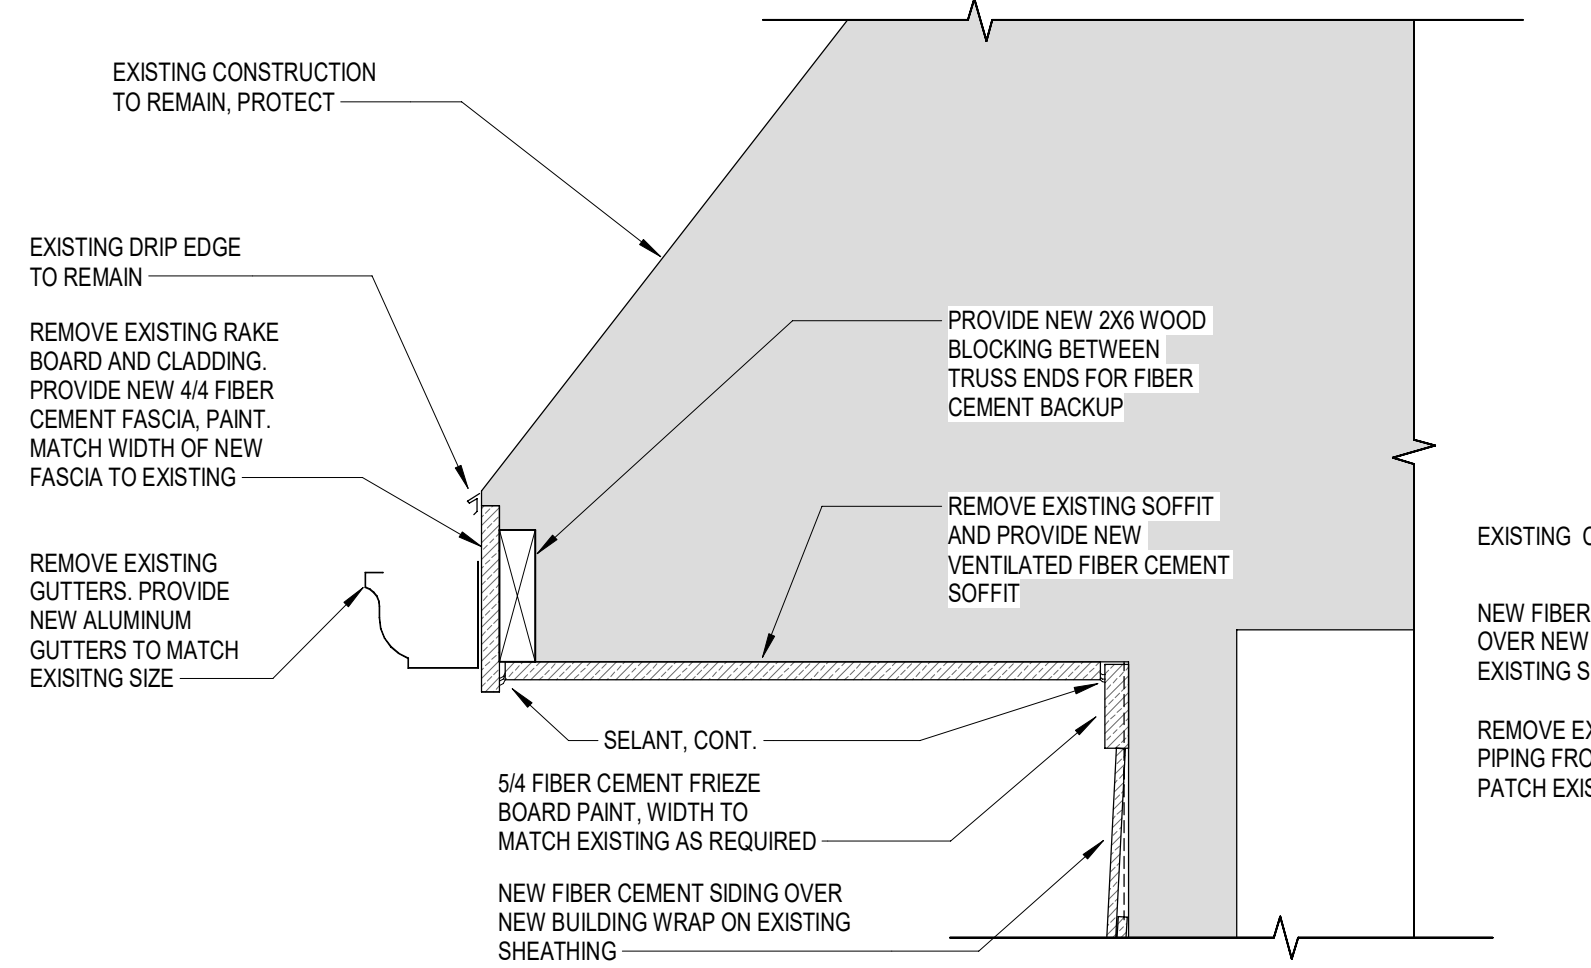 EXISTING CONSTRUCTION
TO REMAIN, PROTECT
EXISTING DRIP EDGE
TO REMAIN
REMOVE EXISTING RAKE
BOARD AND CLADDING.
PROVIDE NEW 4/4 FIBER
CEMENT FASCIA, PAINT.
MATCH WIDTH OF NEW
FASCIA TO EXISTING
REMOVE EXISTING
GUTTERS. PROVIDE
NEW ALUMINUM
GUTTERS TO MATCH
EXISITNG SIZE
PROVIDE NEW 2X6 WOOD
BLOCKING BETWEEN
TRUSS ENDS FOR FIBER
CEMENT BACKUP
REMOVE EXISTING SOFFIT
AND PROVIDE NEW
VENTILATED FIBER CEMENT
SOFFIT
SELANT, CONT.
5/4 FIBER CEMENT FRIEZE
BOARD PAINT, WIDTH TO
MATCH EXISTING AS REQUIRED
NEW FIBER CEMENT SIDING OVER
NEW BUILDING WRAP ON EXISTING
SHEATHING
EXISTING
NEW FIBER
OVER NEW
EXISTING
REMOVE
PIPING
PATCH